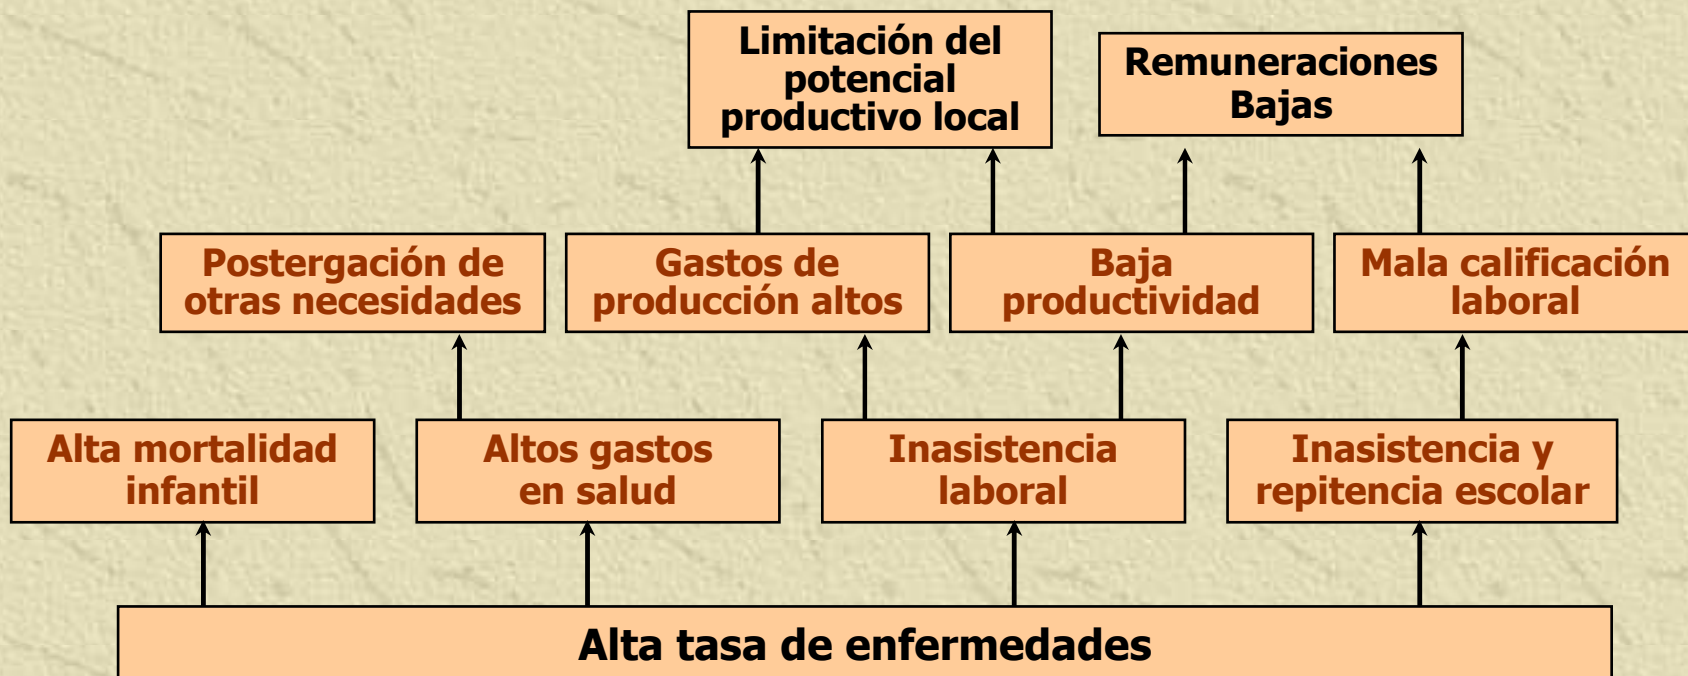 Limitación del
potencial
productivo local
Remuneraciones
Bajas
Postergación de
otras necesidades
Gastos de
producción altos
Baja
productividad
Mala calificación
laboral
Alta mortalidad
infantil
Altos gastos
en salud
Inasistencia
laboral
Inasistencia y
repitencia escolar
Alta tasa de enfermedades